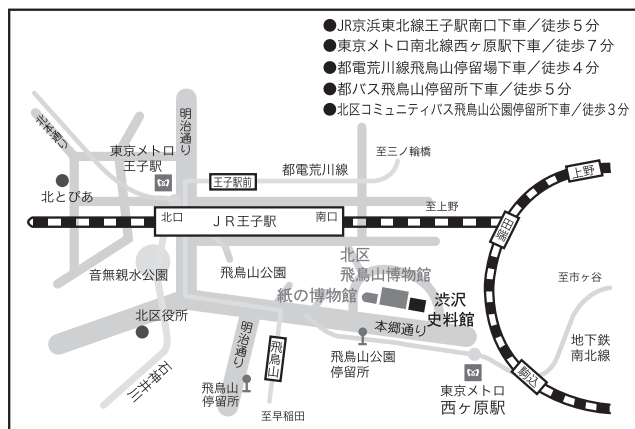 ●JR京浜東北線王子駅南口下車／徒歩5分
●東京メトロ南北線西ヶ原駅下車／徒歩7分
●都電荒川線飛鳥山停留場下車／徒歩4分
●都バス飛鳥山停留所下車／徒歩5分
●北区コミュニティバス飛鳥山公園停留所下車／徒歩3分
北本通り
明治通り
東京メトロ
王子駅
王子駅前
都電荒川線
至三ノ輪橋
上野
北とぴあ
北口
JR王子駅
南口
至上野
田端
音無親水公園
飛鳥山公園
北区
飛鳥山博物館
紙の博物館
渋沢
史料館
至市ヶ谷
北区役所
明治通り
本郷通り
地下鉄
南北線
石神井川
飛鳥山
飛鳥山公園
停留所
飛鳥山
停留所
駒込
東京メトロ
西ヶ原駅
至早稲田